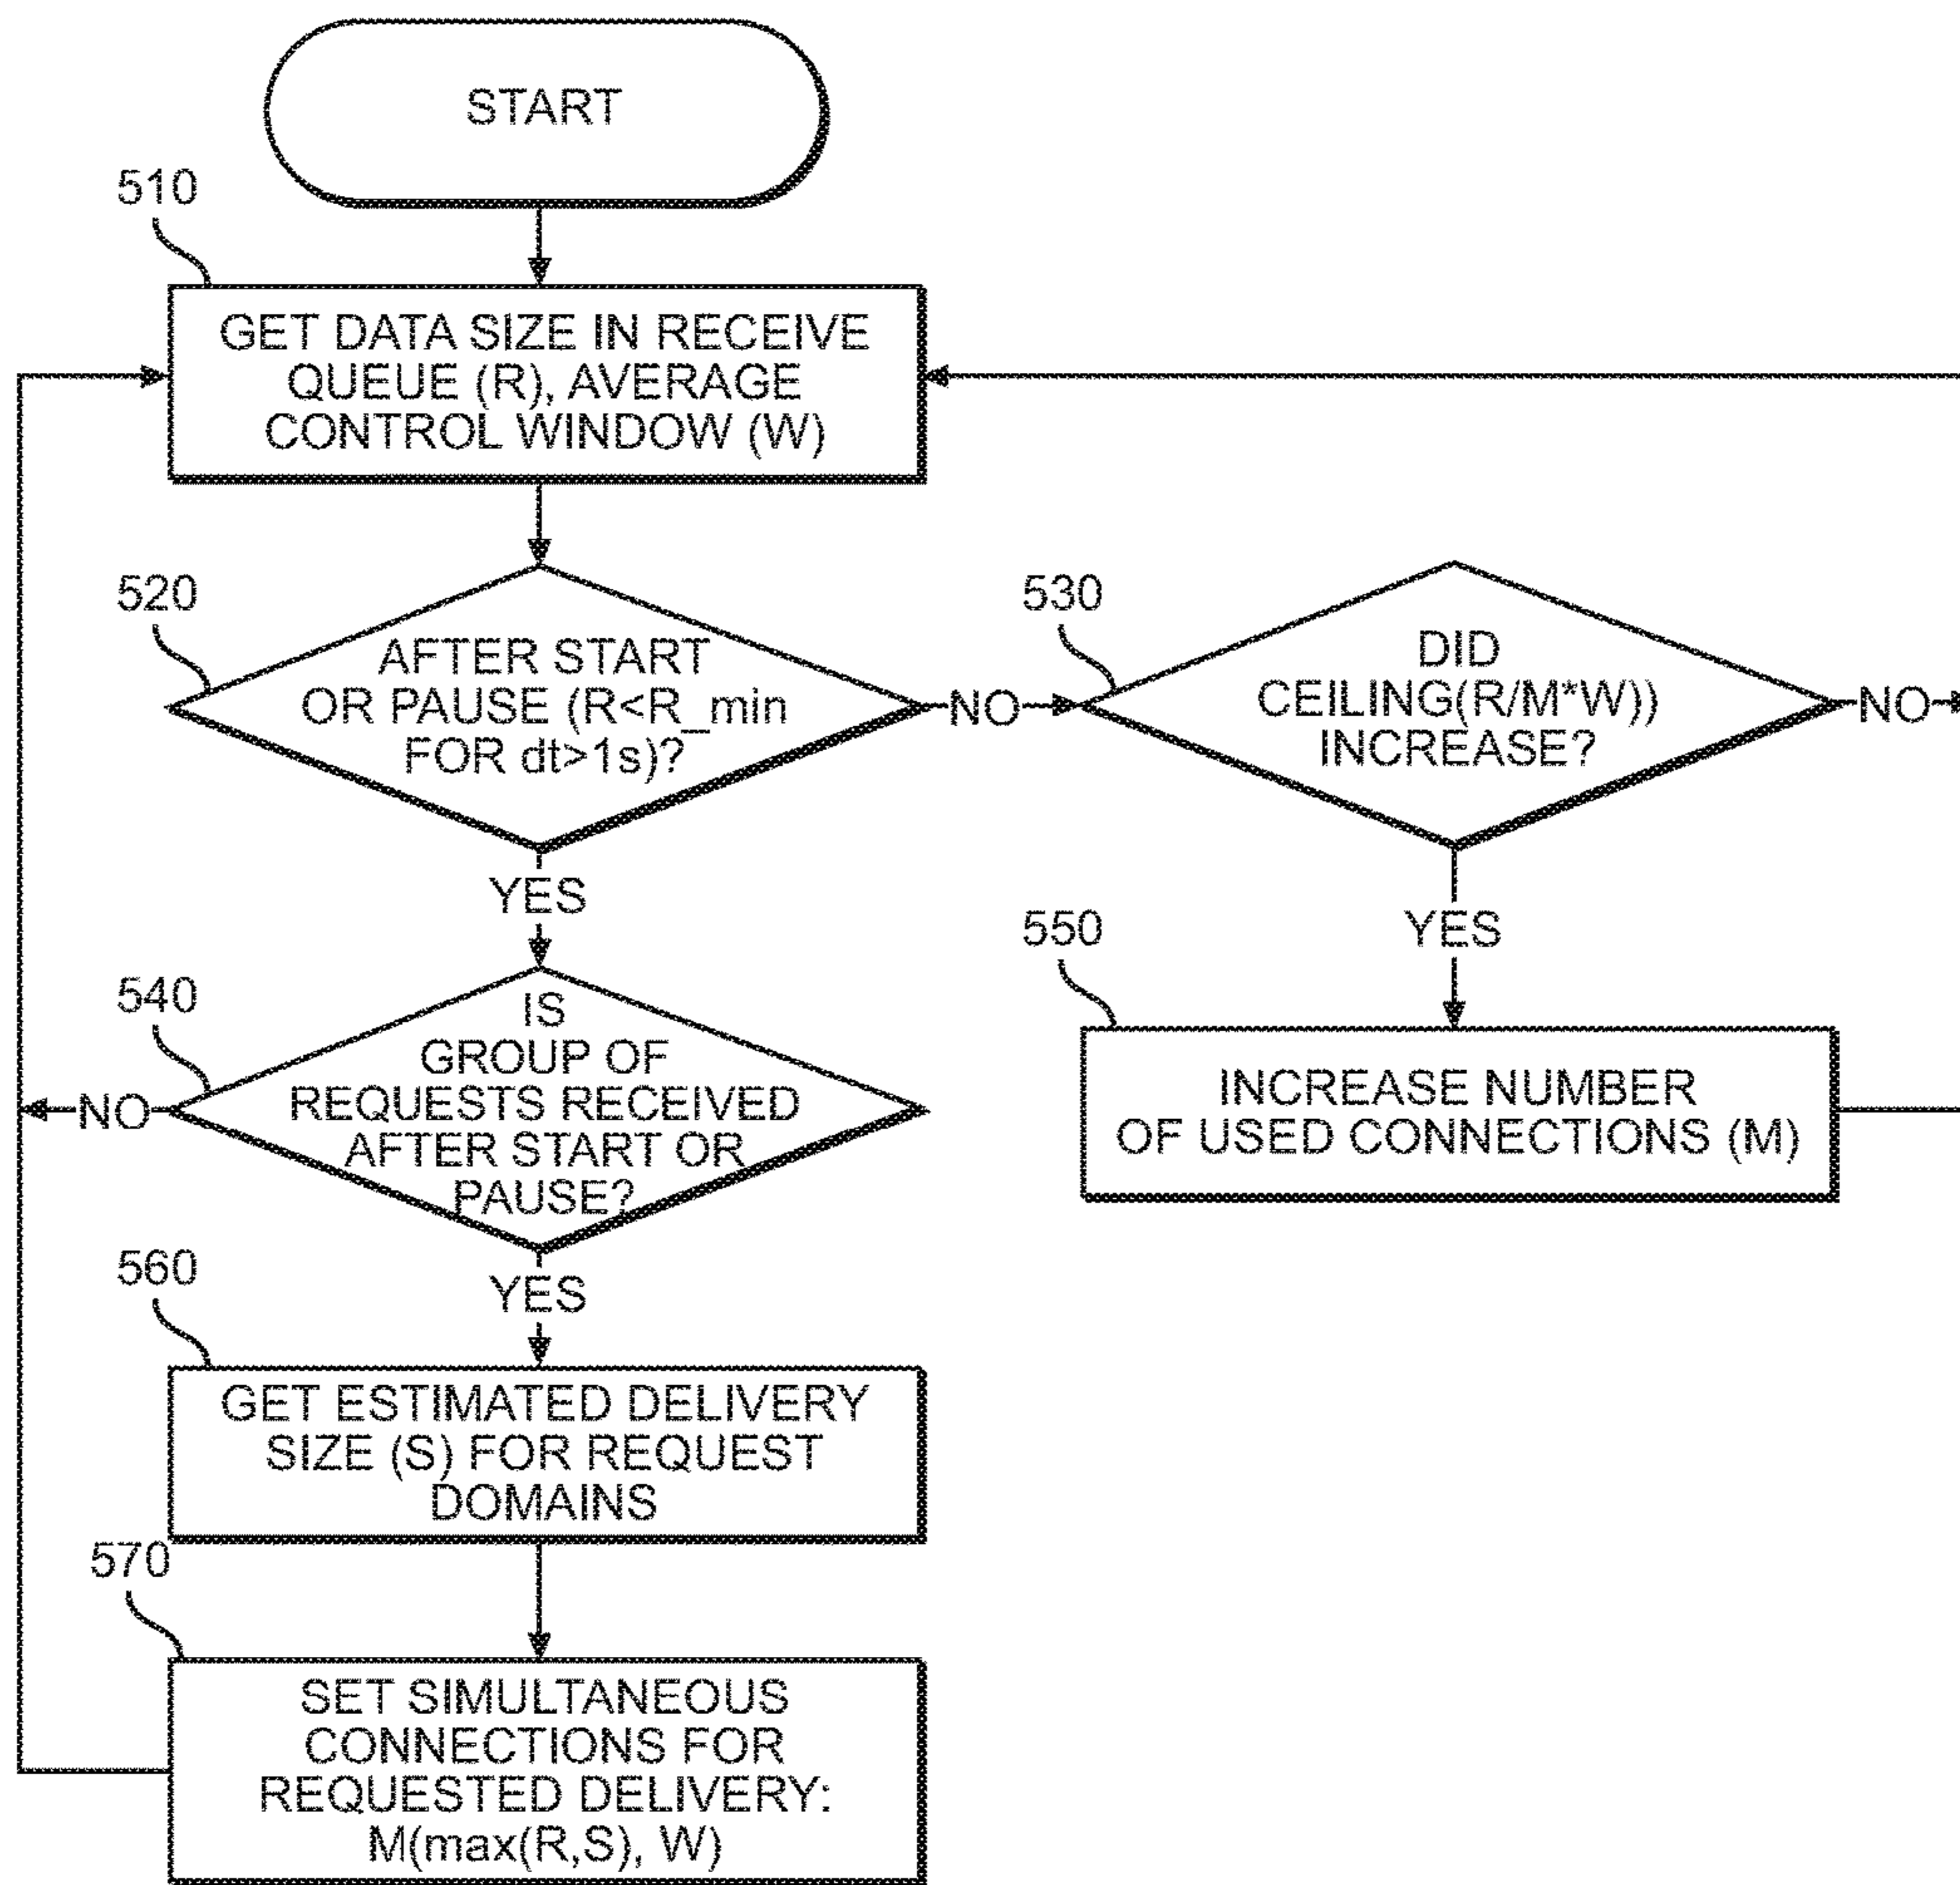 START
510
GET DATA SIZE IN RECEIVE
QUEUE (R), AVERAGE
CONTROL WINDOW (W)
520
AFTER START
OR PAUSE (R<R_min
FOR dt>1s)?
NO
530
DID
CEILING(R/M*W))
INCREASE?
NO
YES
YES
550
INCREASE NUMBER
OF USED CONNECTIONS (M)
540
IS
GROUP OF
REQUESTS RECEIVED
AFTER START OR
PAUSE?
NO
YES
560
GET ESTIMATED DELIVERY
SIZE (S) FOR REQUEST
DOMAINS
570
SET SIMULTANEOUS
CONNECTIONS FOR
REQUESTED DELIVERY:
M(max(R,S), W)